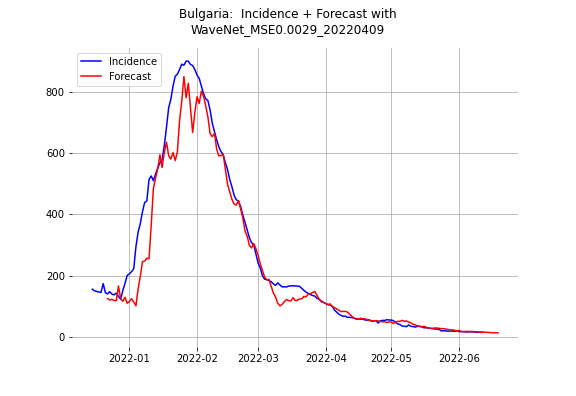 Bulgaria:  Incidence + Forecast with
WaveNet_MSE0.0029_20220409
Incidence
Forecast
800
600
400
200
0
2022-01
2022-02
2022-03
2022-04
2022-05
2022-06